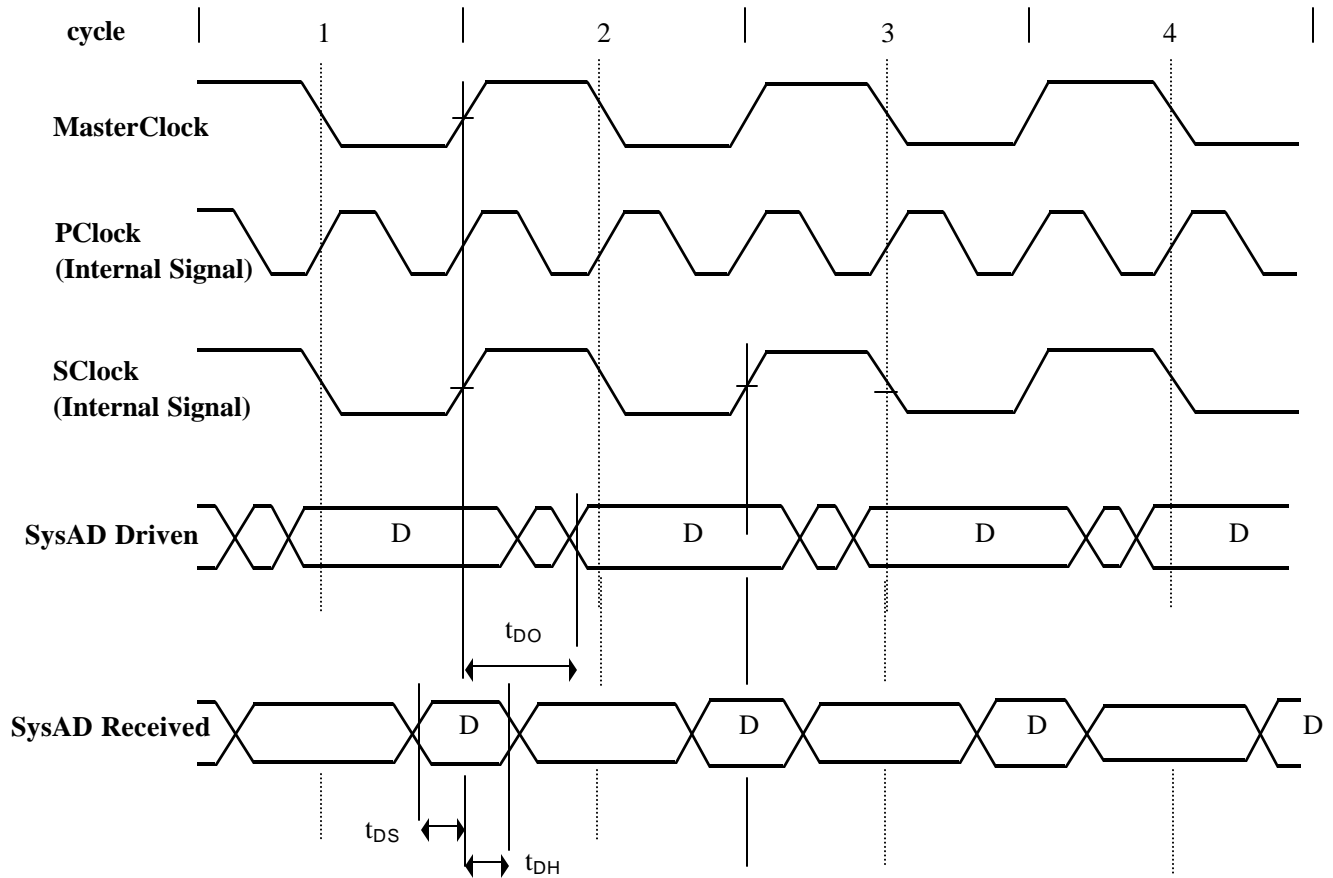 cycle 1 2 3 4
MasterClock
PClock
(Internal Signal)
SClock
(Internal Signal)
SysAD Driven D D D D
tDO
SysAD Received D D D D
tDS
tDH